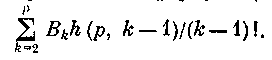 $\sum_{k=2}^{p} B_k h (p, k-1)/(k-1)!.$